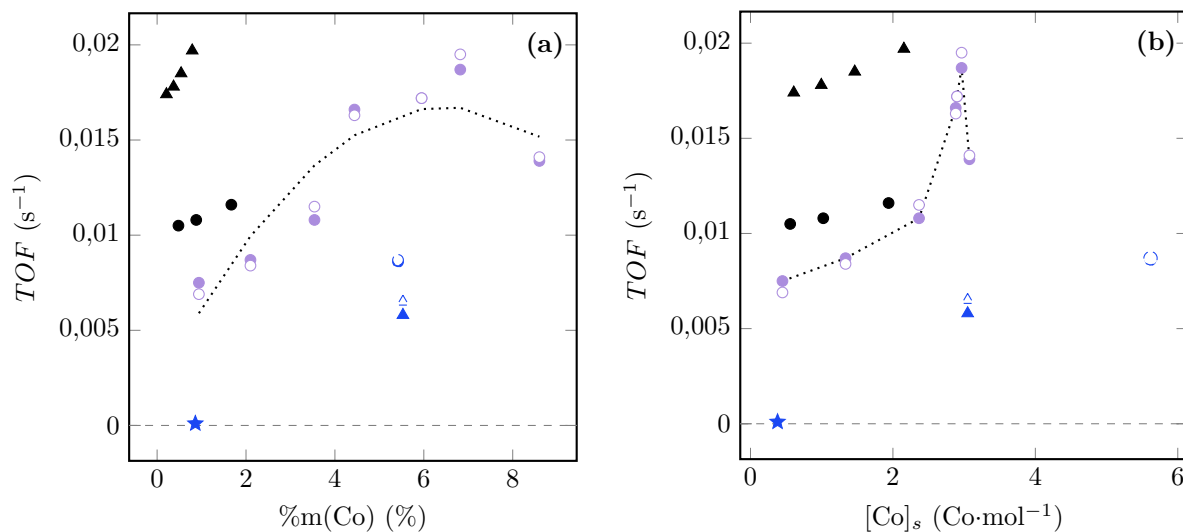 (a)
0,02
0,015
0,01
0,005
0
TOF (s⁻¹)
0 2 4 6 8
%m(Co) (%)
(b)
0,02
0,015
0,01
0,005
0
TOF (s⁻¹)
0 2 4 6
[Co]ₛ (Co·mol⁻¹)